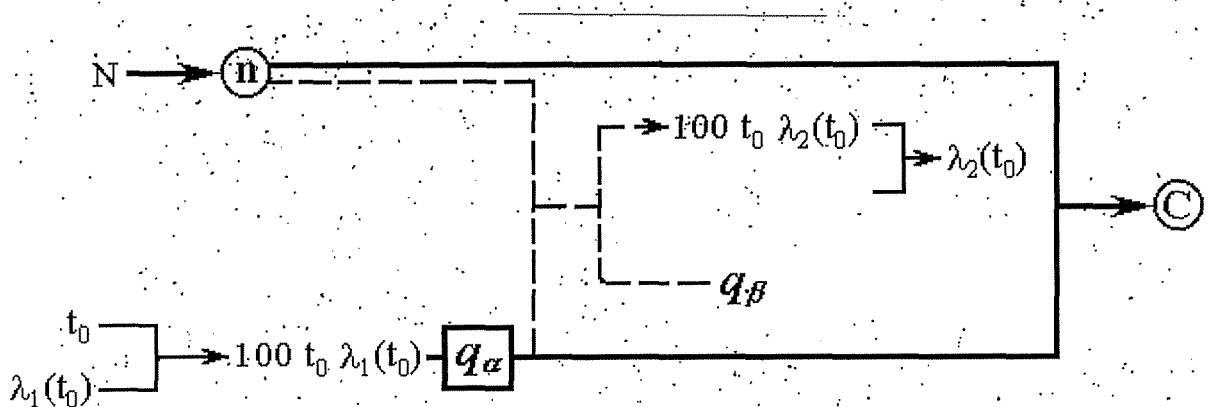 N n
100 t₀ λ₂(t₀) λ₂(t₀)
C
qᵦ
t₀
100 t₀ λ₁(t₀) qα
λ₁(t₀)